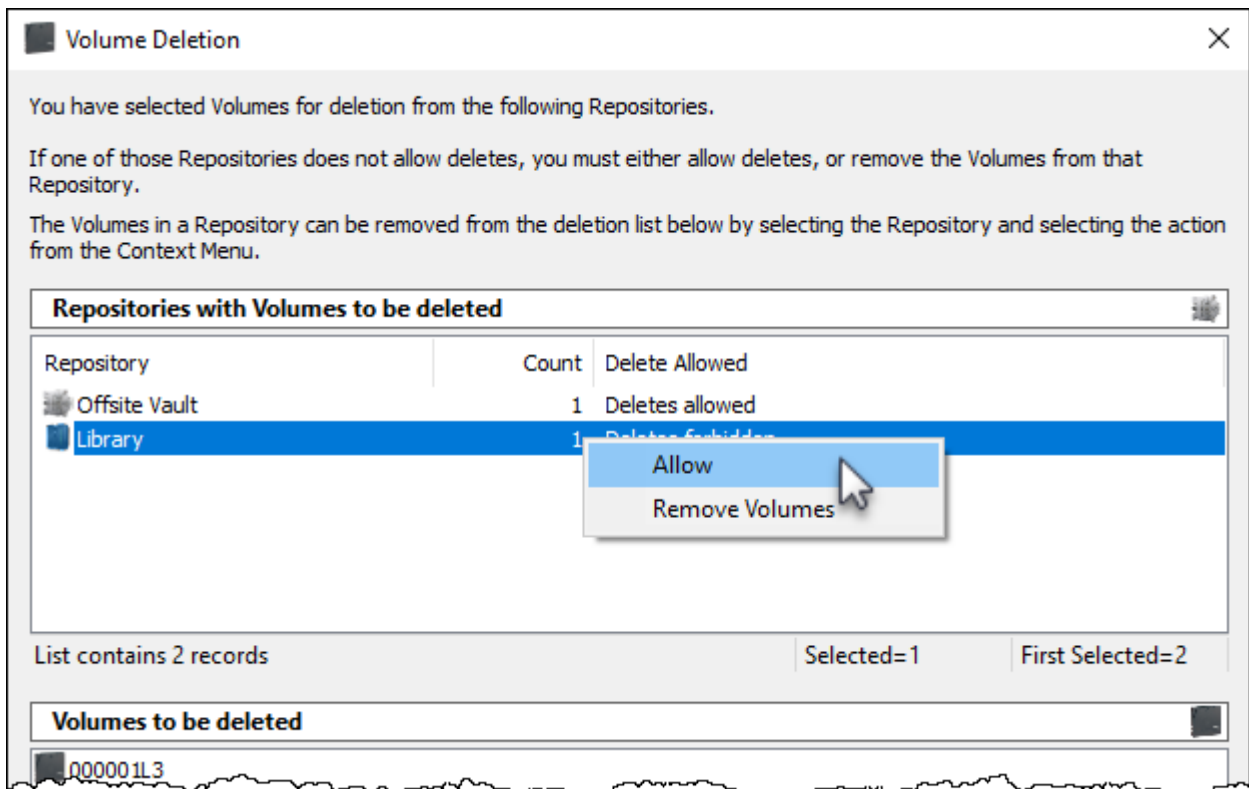 Volume Deletion
You have selected Volumes for deletion from the following Repositories.
If one of those Repositories does not allow deletes, you must either allow deletes, or remove the Volumes from that
Repository.
The Volumes in a Repository can be removed from the deletion list below by selecting the Repository and selecting the action
from the Context Menu.
Repositories with Volumes to be deleted
Repository Count Delete Allowed
Offsite Vault 1 Deletes allowed
Library 1 Deletes forbidden
Allow
Remove Volumes
List contains 2 records Selected=1 First Selected=2
Volumes to be deleted
000001L3